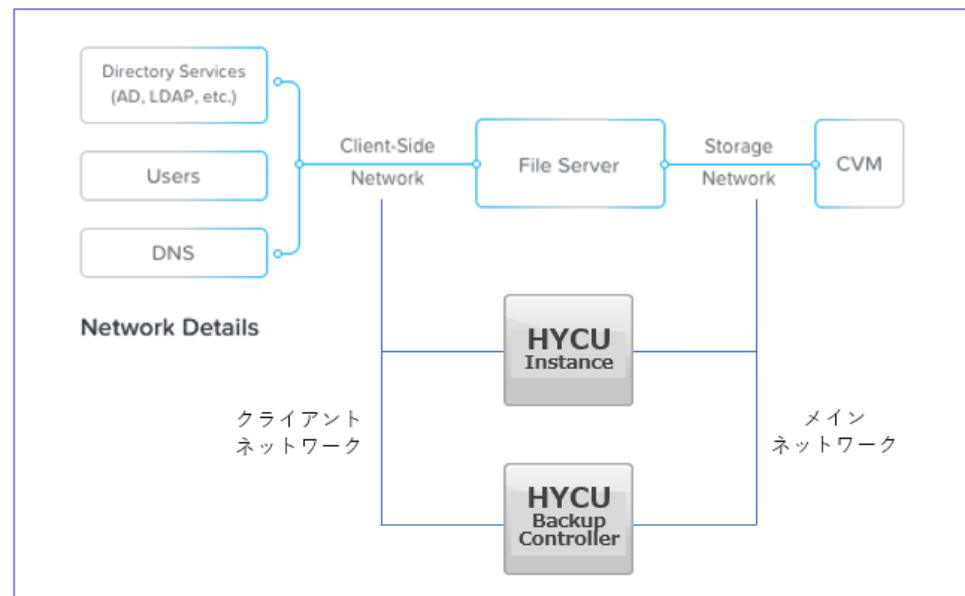 Directory Services
(AD, LDAP, etc.)
Users
DNS
Client-Side
Network
File Server
Storage
Network
CVM
Network Details
HYCU
Instance
クライアント
ネットワーク
メイン
ネットワーク
HYCU
Backup
Controller